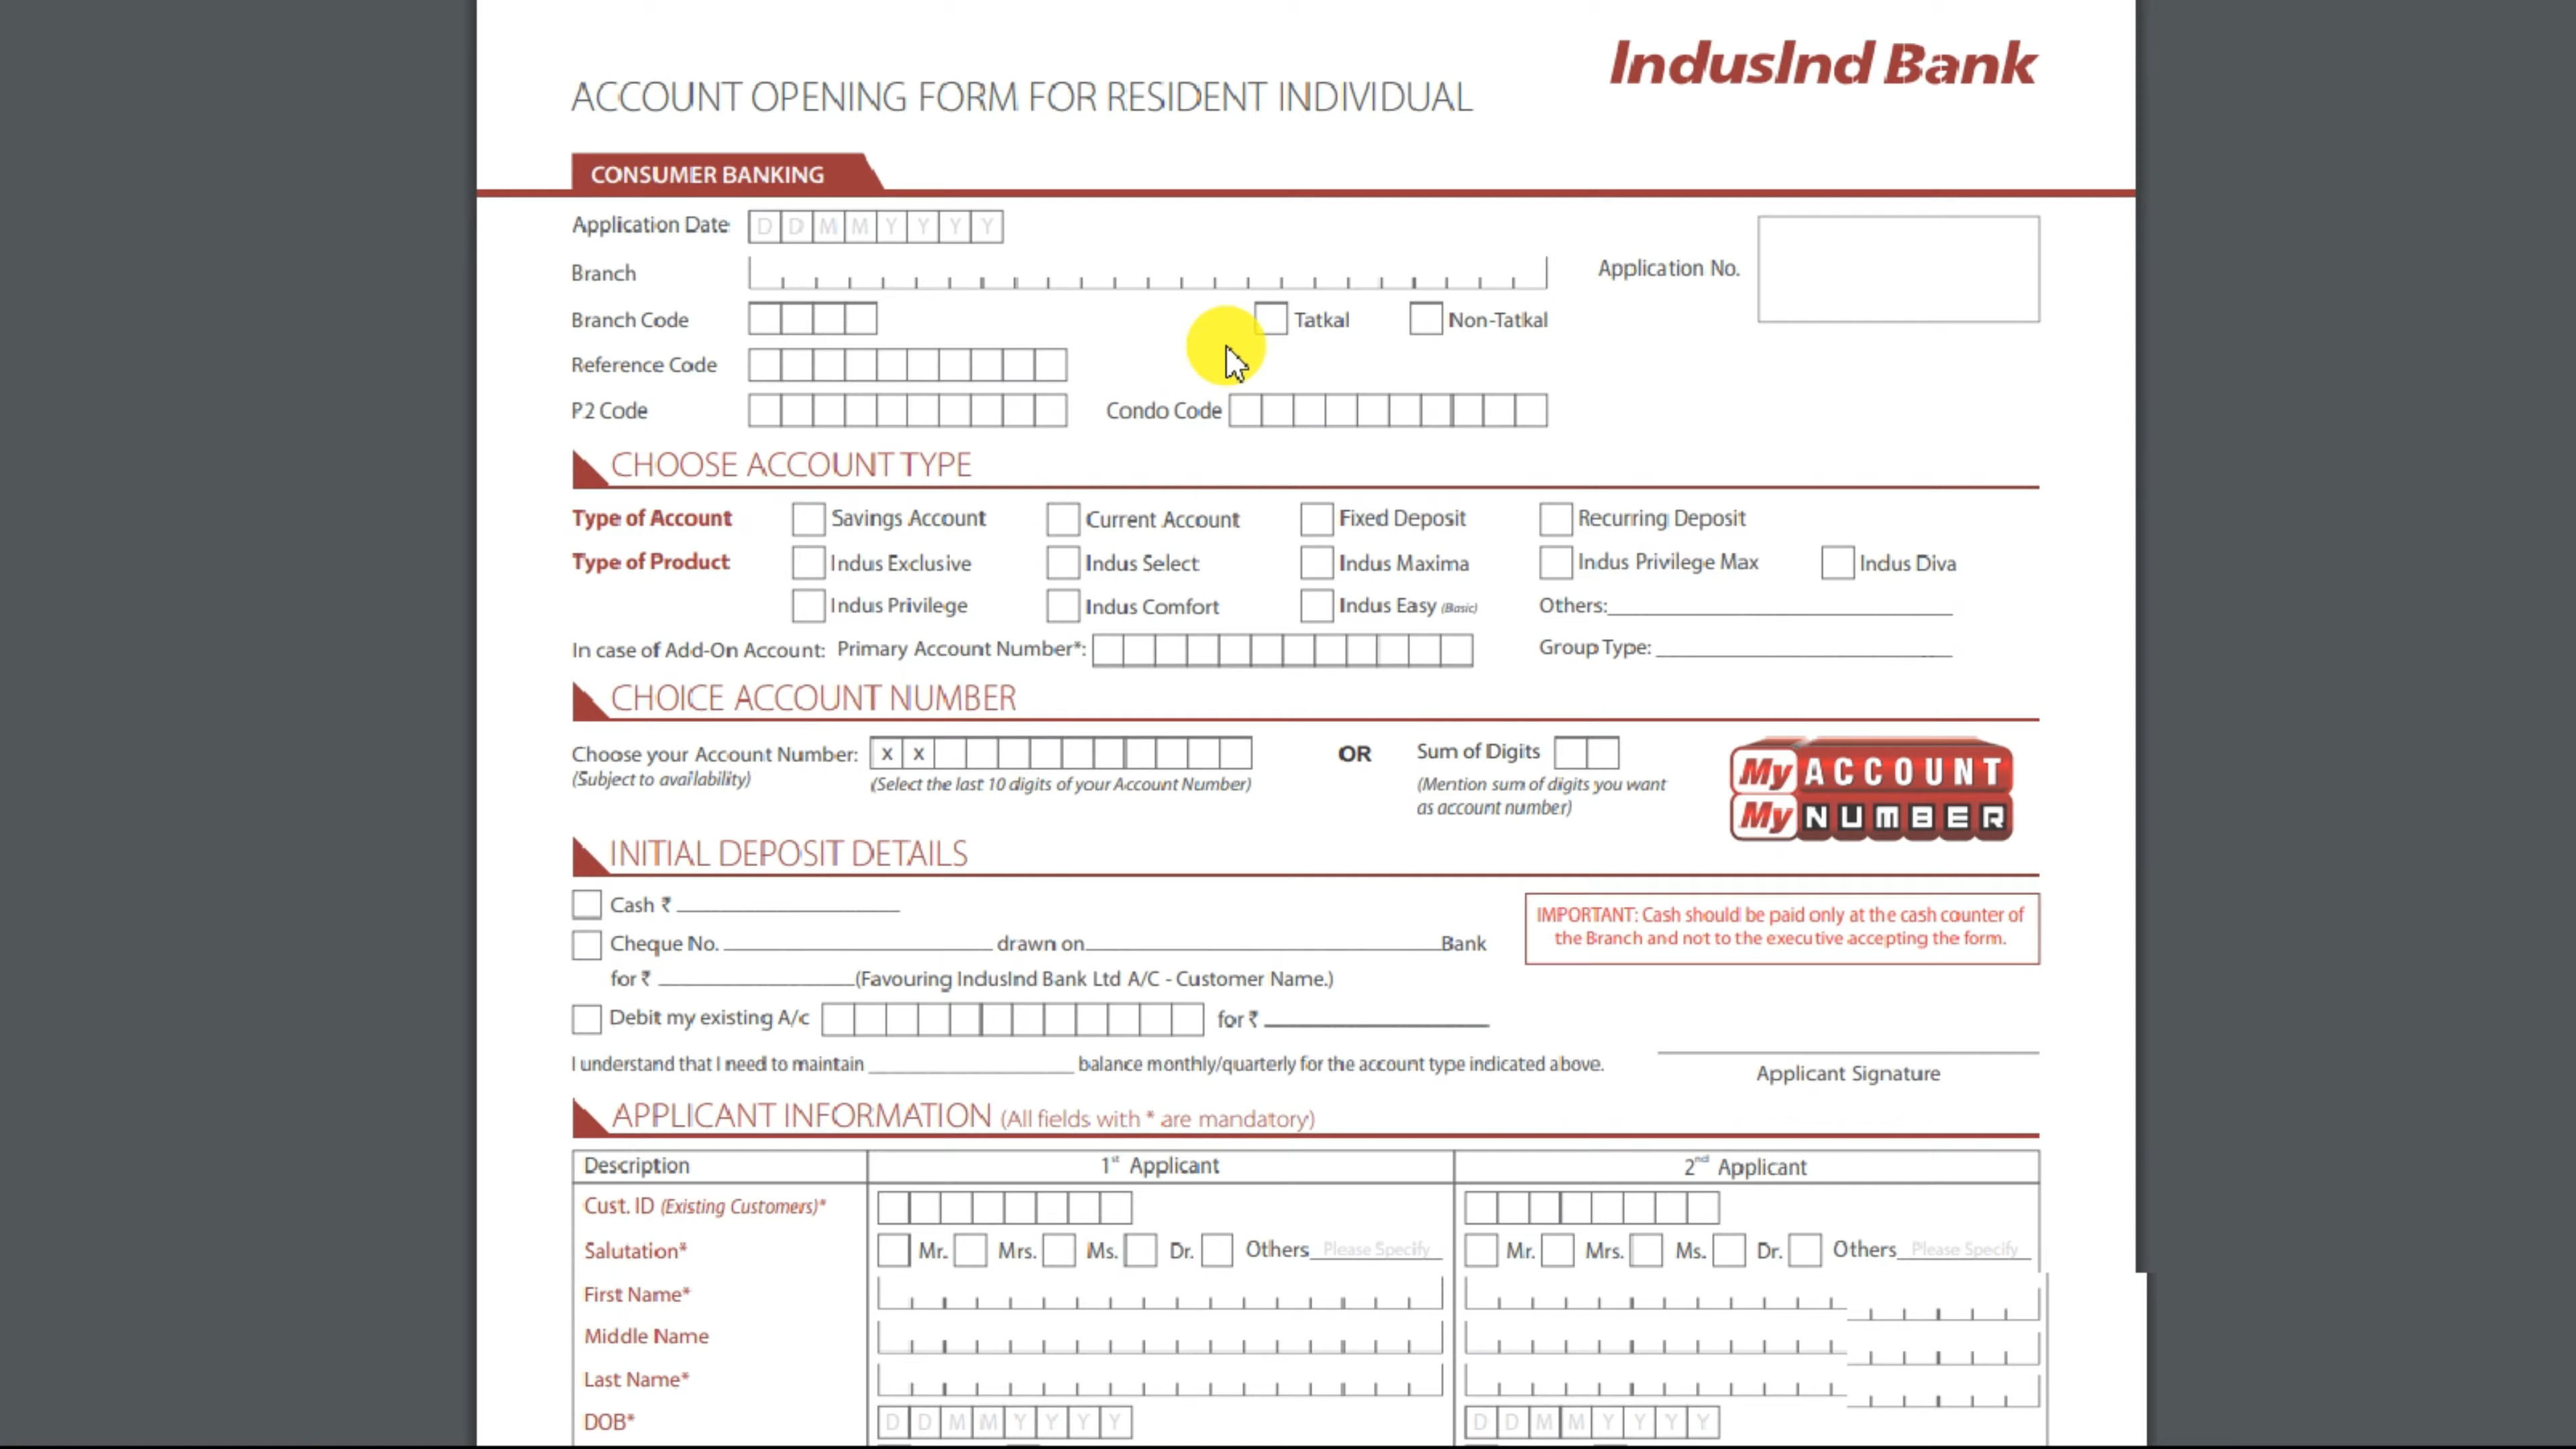 IndusInd Bank
ACCOUNT OPENING FORM FOR RESIDENT INDIVIDUAL
CONSUMER BANKING
Application Date D D M M Y Y Y Y
Branch
Application No.
Branch Code
Tatkal Non-Tatkal
Reference Code
P2 Code Condo Code
CHOOSE ACCOUNT TYPE
Type of Account Savings Account Current Account Fixed Deposit Recurring Deposit
Type of Product Indus Exclusive Indus Select Indus Maxima Indus Privilege Max Indus Diva
Indus Privilege Indus Comfort Indus Easy (Basic) Others:
In case of Add-On Account: Primary Account Number*: Group Type:
CHOICE ACCOUNT NUMBER
Choose your Account Number: x x OR Sum of Digits
(Subject to availability) (Select the last 10 digits of your Account Number) (Mention sum of digits you want
as account number)
My ACCOUNT
My NUMBER
INITIAL DEPOSIT DETAILS
Cash ₹
IMPORTANT: Cash should be paid only at the cash counter of
the Branch and not to the executive accepting the form.
Cheque No. drawn on Bank
for ₹ (Favouring IndusInd Bank Ltd A/C - Customer Name.)
Debit my existing A/c for ₹
I understand that I need to maintain balance monthly/quarterly for the account type indicated above.
Applicant Signature
APPLICANT INFORMATION (All fields with * are mandatory)
Description 1st Applicant 2nd Applicant
Cust. ID (Existing Customers)*
Salutation* Mr. Mrs. Ms. Dr. Others Please Specify Mr. Mrs. Ms. Dr. Others Please Specify
First Name*
Middle Name
Last Name*
DOB* D D M M Y Y Y Y D D M M Y Y Y Y